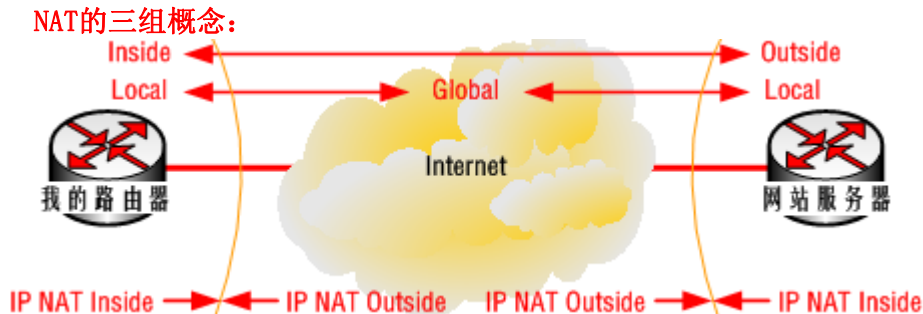 NAT的三组概念：
Inside Outside
Local Global Local
Internet
我的路由器 网站服务器
IP NAT Inside IP NAT Outside IP NAT Outside IP NAT Inside